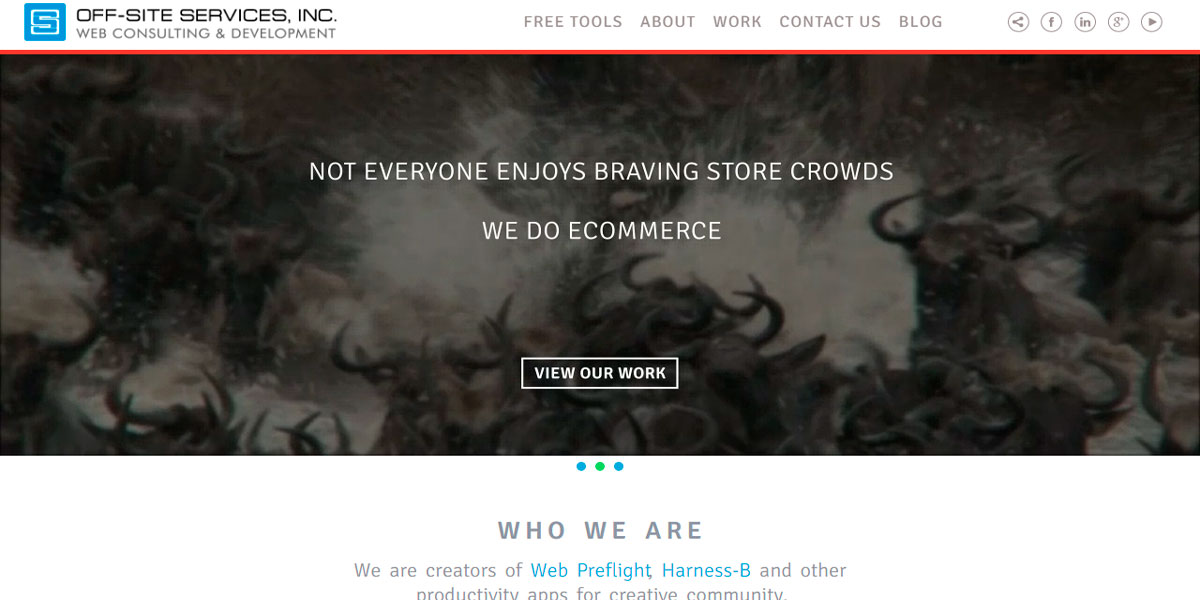 OFF-SITE SERVICES, INC.
WEB CONSULTING & DEVELOPMENT
FREE TOOLS ABOUT WORK CONTACT US BLOG
NOT EVERYONE ENJOYS BRAVING STORE CROWDS
WE DO ECOMMERCE
VIEW OUR WORK
WHO WE ARE
We are creators of Web Preflight, Harness-B and other
productivity apps for creative community.